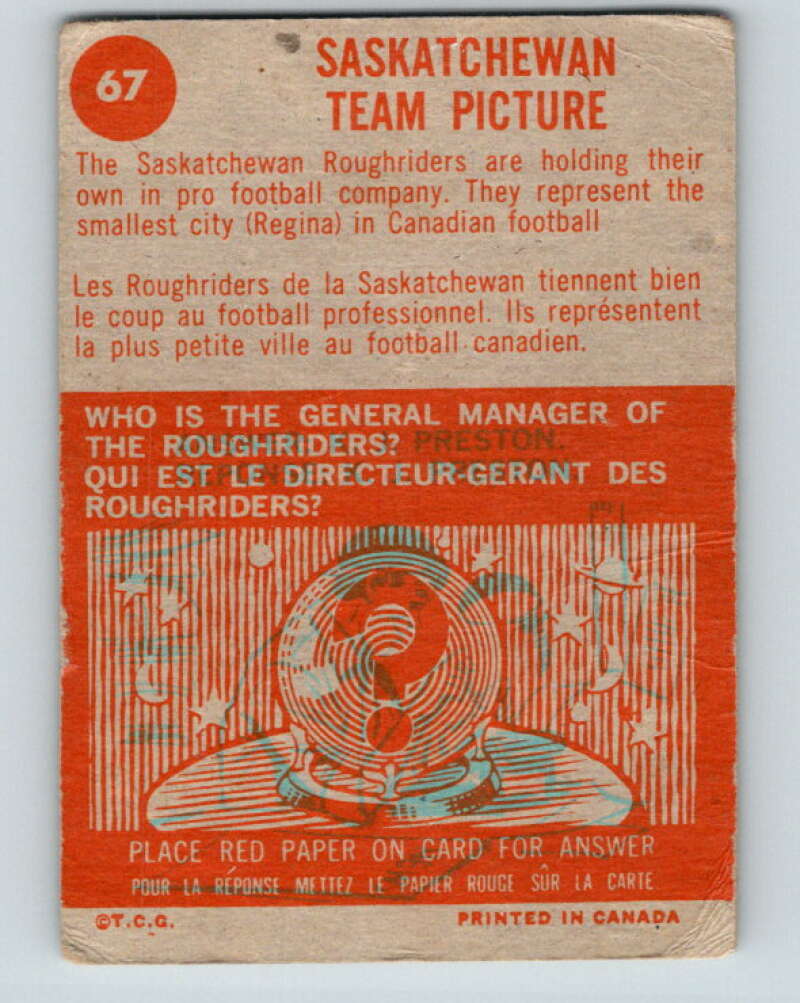 67
SASKATCHEWAN
TEAM PICTURE
The Saskatchewan Roughriders are holding their
own in pro football company. They represent the
smallest city (Regina) in Canadian football
Les Roughriders de la Saskatchewan tiennent bien
le coup au football professionnel. Ils représentent
la plus petite ville au football canadien.
WHO IS THE GENERAL MANAGER OF
THE ROUGHRIDERS?
PRESTON.
QUI EST LE DIRECTEUR-GERANT DES
ROUGHRIDERS?
?
PLACE RED PAPER ON CARD FOR ANSWER
POUR LA RÉPONSE METTEZ LE PAPIER ROUGE SÛR LA CARTE
©T.C.G.
PRINTED IN CANADA